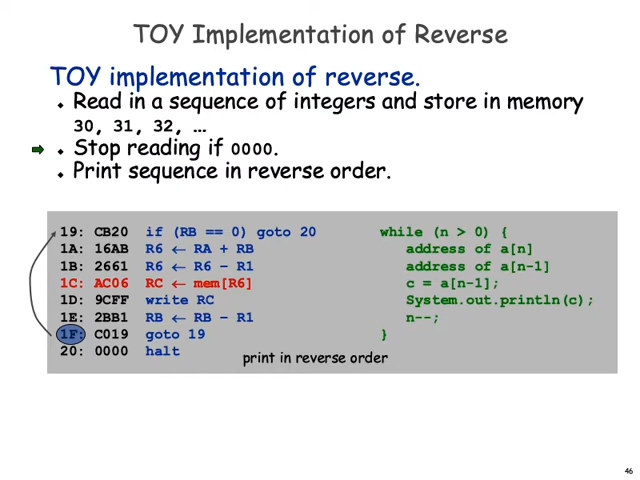 TOY Implementation of Reverse
TOY implementation of reverse.
Read in a sequence of integers and store in memory
30, 31, 32, …
Stop reading if 0000.
Print sequence in reverse order.
19: CB20 if (RB == 0) goto 20 while (n > 0) {
1A: 16AB R6 ← RA + RB address of a[n]
1B: 2661 R6 ← R6 – R1 address of a[n-1]
1C: AC06 RC ← mem[R6] c = a[n-1];
1D: 9CFF write RC System.out.println(c);
1E: 2BB1 RB ← RB – R1 n--;
1F: C019 goto 19 }
20: 0000 halt
print in reverse order
46